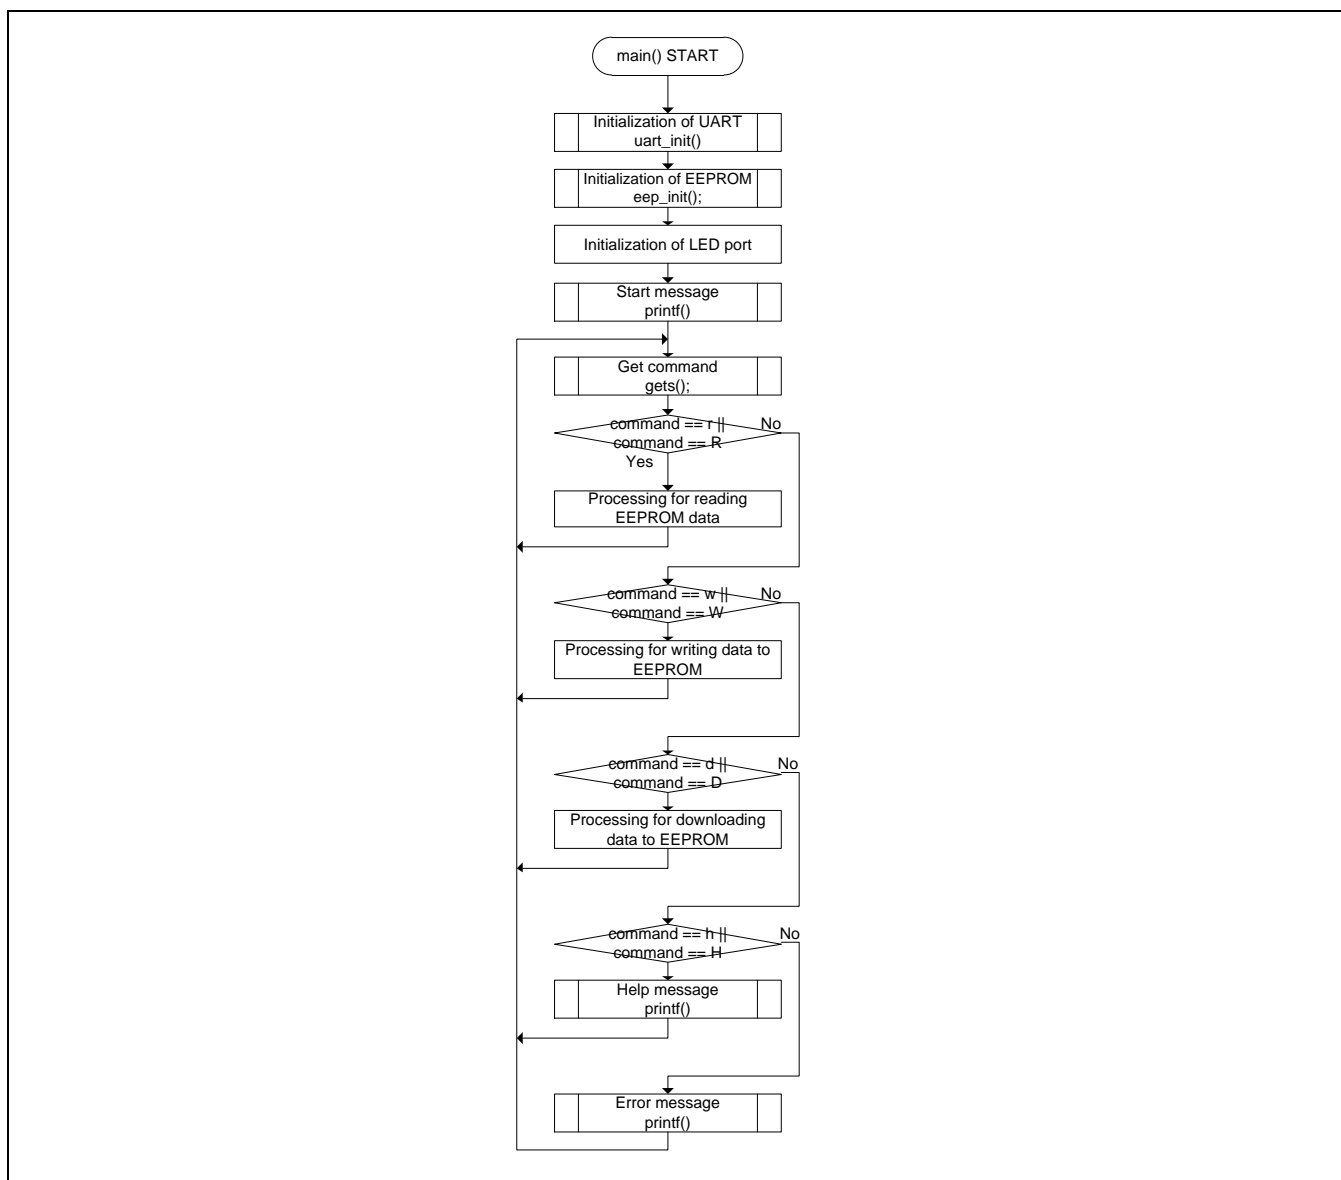 main() START
Initialization of UART
uart_init()
Initialization of EEPROM
eep_init();
Initialization of LED port
Start message
printf()
Get command
gets();
command == r ||
command == R
No
Yes
Processing for reading
EEPROM data
command == w ||
command == W
No
Processing for writing data to
EEPROM
command == d ||
command == D
No
Processing for downloading
data to EEPROM
command == h ||
command == H
No
Help message
printf()
Error message
printf()